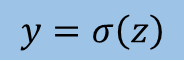 y = σ(z)